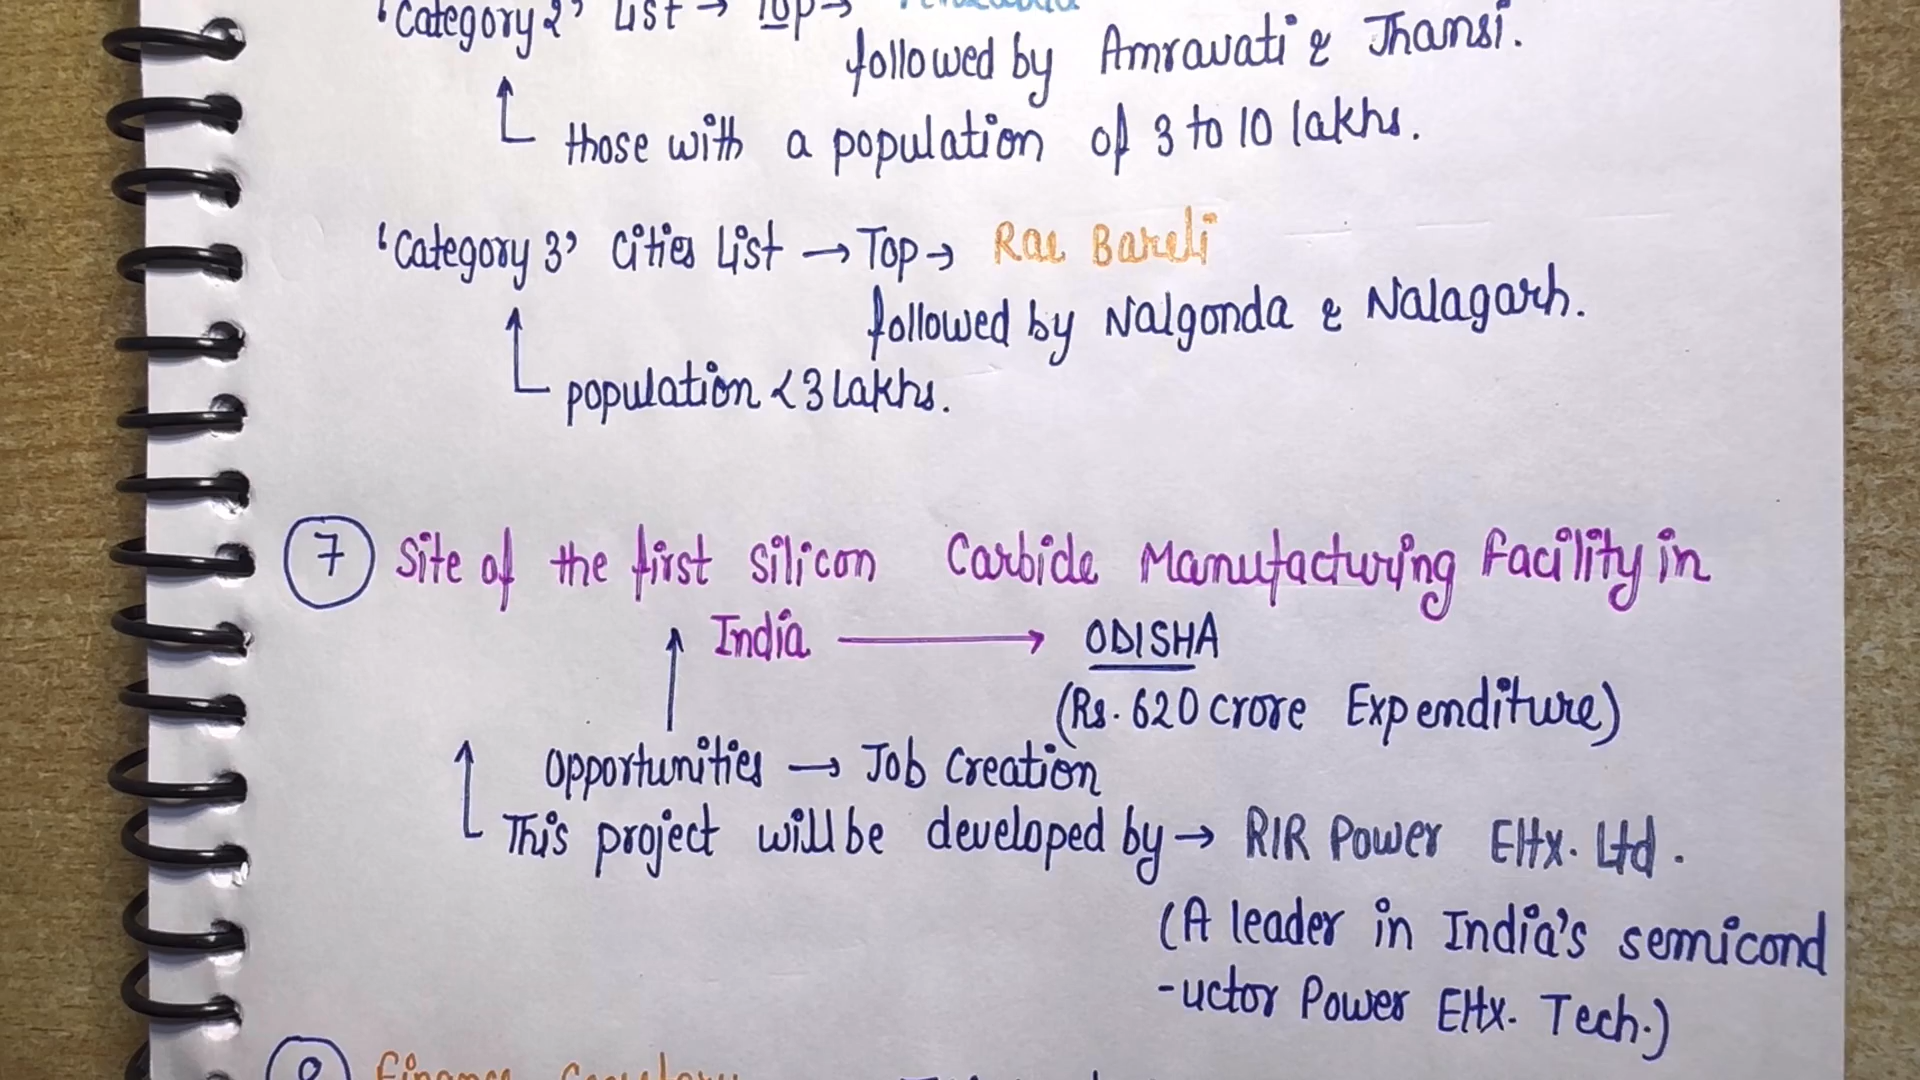 'Category 2' List → Top →
followed by Amravati & Jhansi.
those with a population of 3 to 10 lakhs.
'Category 3' Cities List → Top → Rae Bareli
followed by Nalgonda & Nalagarh.
population <3 Lakhs.
7 Site of the first Silicon Carbide Manufacturing Facility in
India → ODISHA
(Rs. 620 crore Expenditure)
Opportunities → Job Creation
This project will be developed by → RIR Power Eltx. Ltd.
(A leader in India's semicond
-uctor Power Eltx. Tech.)
8 Finance